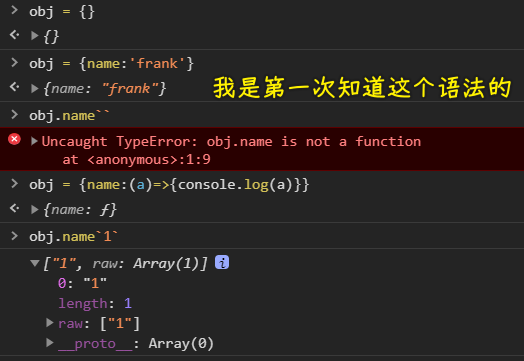 obj = {}
{}
obj = {name:'frank'}
{name: "frank"}
我是第一次知道这个语法的
obj.name``
Uncaught TypeError: obj.name is not a function
at <anonymous>:1:9
obj = {name:(a)=>{console.log(a)}}
{name: ƒ}
obj.name`1`
["1", raw: Array(1)] i
0: "1"
length: 1
raw: ["1"]
__proto__: Array(0)